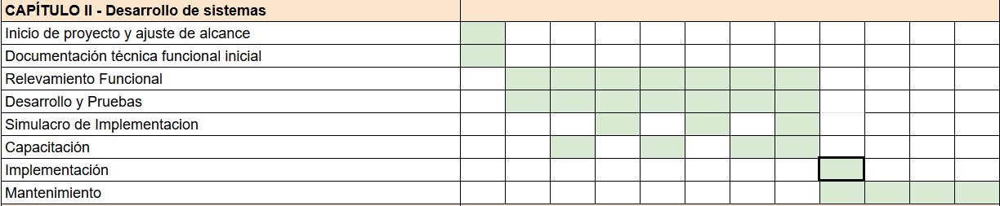 CAPÍTULO II - Desarrollo de sistemas
Inicio de proyecto y ajuste de alcance
Documentación técnica funcional inicial
Relevamiento Funcional
Desarrollo y Pruebas
Simulacro de Implementacion
Capacitación
Implementación
Mantenimiento